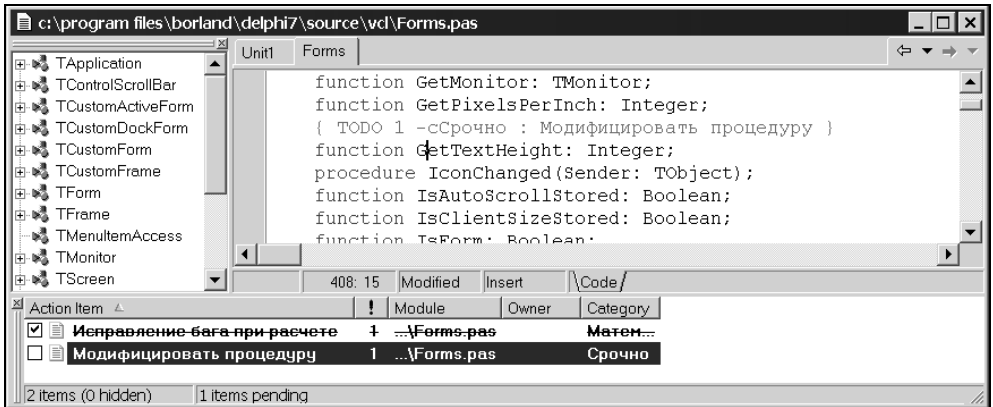 c:\program files\borland\delphi7\source\vcl\Forms.pas
TApplication
TControlScrollBar
TCustomActiveForm
TCustomDockForm
TCustomForm
TCustomFrame
TForm
TFrame
TMenuItemAccess
TMonitor
TScreen
Unit1 Forms
function GetMonitor: TMonitor;
function GetPixelsPerInch: Integer;
{ TODO 1 -cСрочно : Модифицировать процедуру }
function GetTextHeight: Integer;
procedure IconChanged(Sender: TObject);
function IsAutoScrollStored: Boolean;
function IsClientSizeStored: Boolean;
function IsForm: Boolean;
408: 15 Modified Insert \Code/
Action Item ! Module Owner Category
Исправление бага при расчете 1 ...\Forms.pas Матем...
Модифицировать процедуру 1 ...\Forms.pas Срочно
2 items (0 hidden) 1 items pending